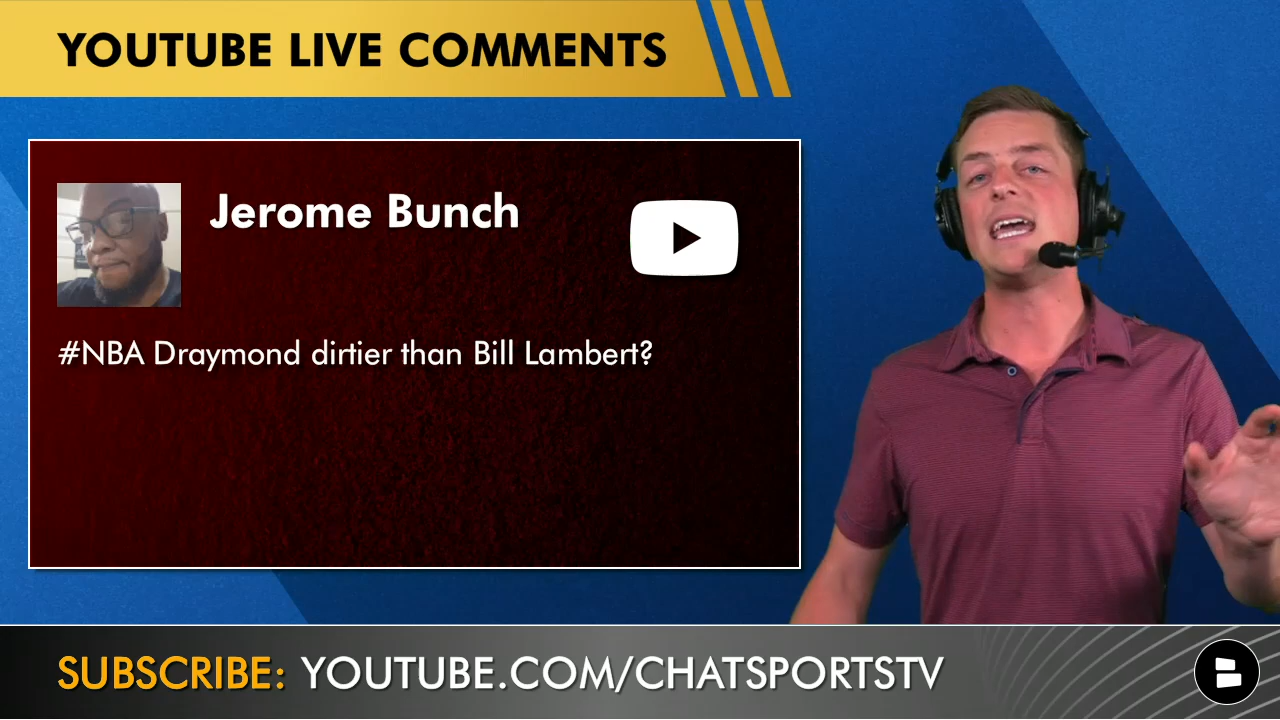 YOUTUBE LIVE COMMENTS
Jerome Bunch
#NBA Draymond dirtier than Bill Lambert?
SUBSCRIBE: YOUTUBE.COM/CHATSPORTSTV